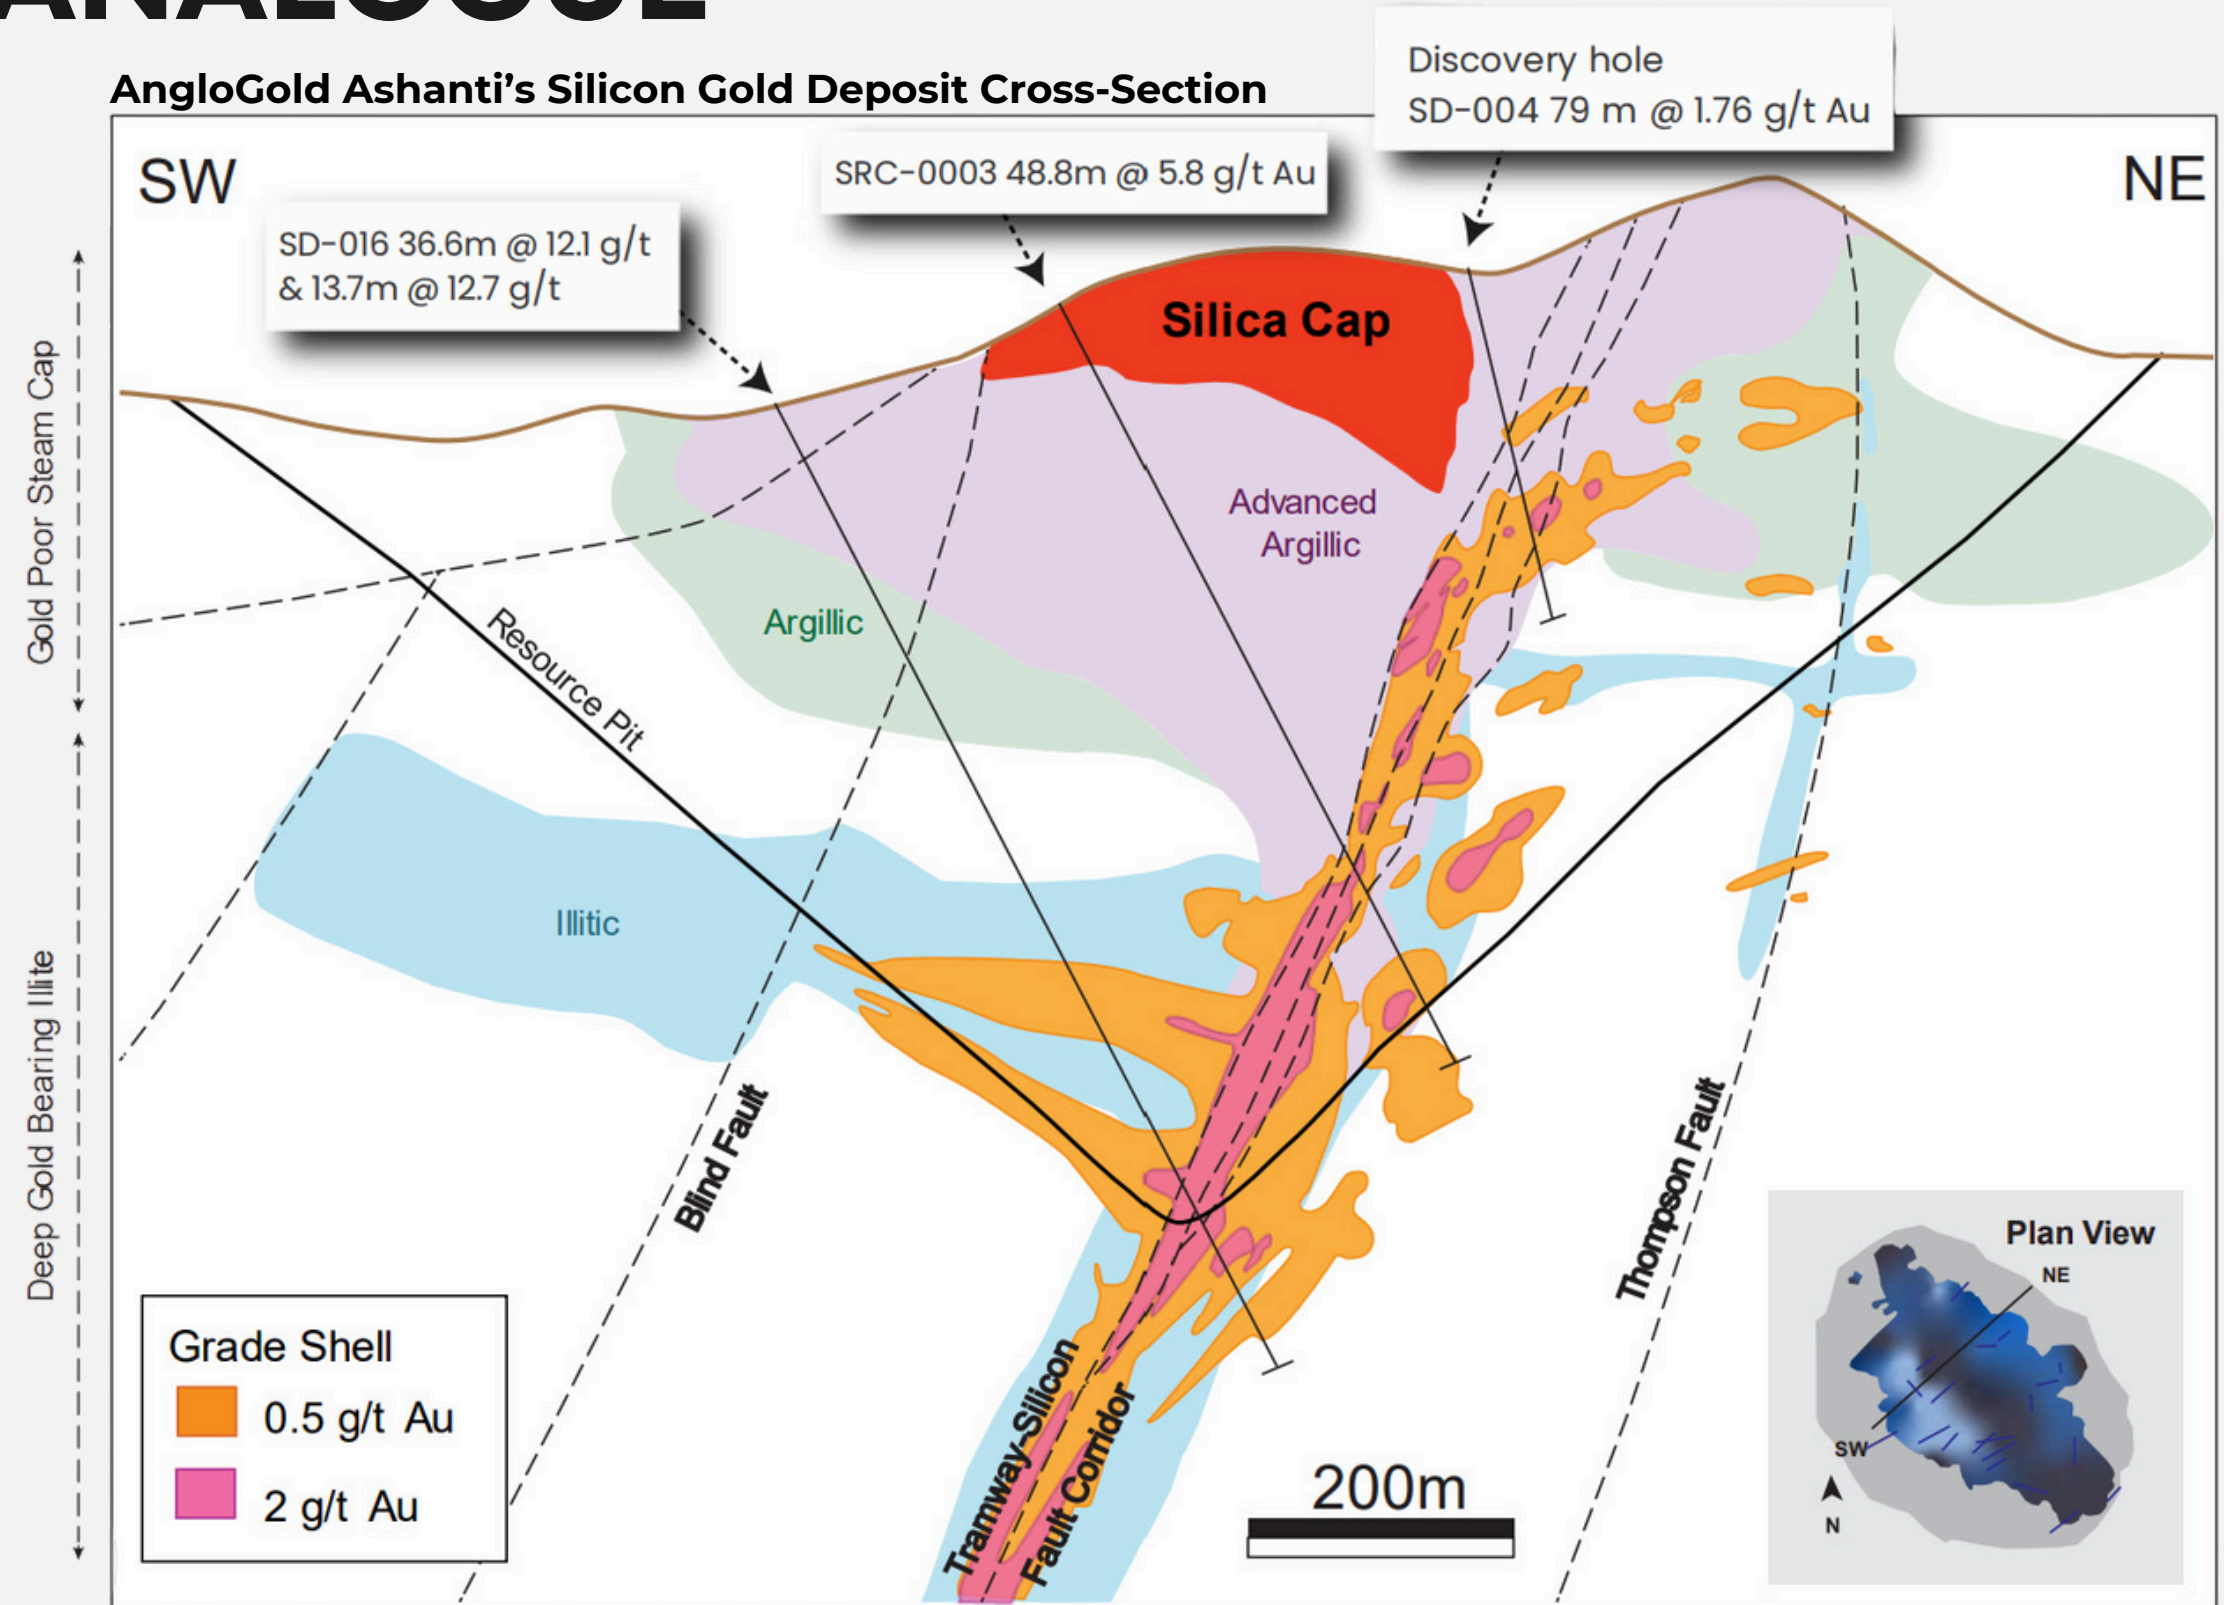 ANALOGUE
AngloGold Ashanti's Silicon Gold Deposit Cross-Section
Discovery hole
SD-004 79 m @ 1.76 g/t Au
SRC-0003 48.8m @ 5.8 g/t Au
SD-016 36.6m @ 12.1 g/t
& 13.7m @ 12.7 g/t
SW
NE
Silica Cap
Advanced
Argillic
Argillic
Resource Pit
Illitic
Gold Poor Steam Cap
Deep Gold Bearing Illite
Blind Fault
Thompson Fault
Tramway-Silicon
Fault Corridor
Grade Shell
0.5 g/t Au
2 g/t Au
200m
Plan View
NE
SW
N